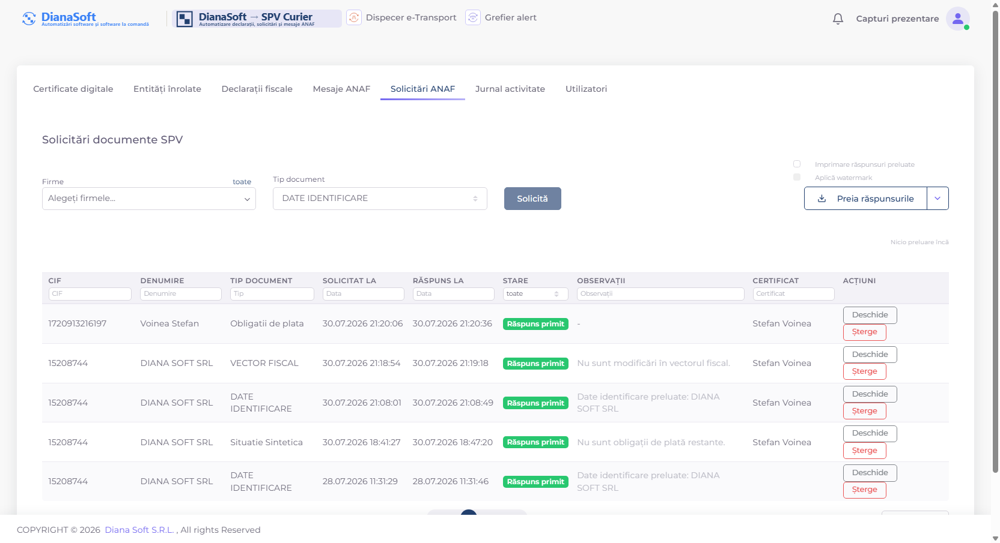 DianaSoft
Automatizări software și software la comandă
DianaSoft → SPV Curier
Automatizare declarații, solicitări și mesaje ANAF
Dispecer e-Transport
Grefier alert
Capturi prezentare
Certificate digitale
Entități înrolate
Declarații fiscale
Mesaje ANAF
Solicitări ANAF
Jurnal activitate
Utilizatori
Solicitări documente SPV
Imprimare răspunsuri preluate
Aplică watermark
Firme
toate
Tip document
Alegeți firmele...
DATE IDENTIFICARE
Solicită
Preia răspunsurile
Nicio preluare încă
CIF DENUMIRE TIP DOCUMENT SOLICITAT LA RĂSPUNS LA STARE OBSERVAȚII CERTIFICAT ACȚIUNI
CIF Denumire Tip Data Data toate Observații Certificat
1720913216197 Voinea Stefan Obligatii de plata 30.07.2026 21:20:06 30.07.2026 21:20:36 Răspuns primit - Stefan Voinea Deschide
Șterge
15208744 DIANA SOFT SRL VECTOR FISCAL 30.07.2026 21:18:54 30.07.2026 21:19:18 Răspuns primit Nu sunt modificări în vectorul fiscal. Stefan Voinea Deschide
Șterge
15208744 DIANA SOFT SRL DATE IDENTIFICARE 30.07.2026 21:08:01 30.07.2026 21:08:49 Răspuns primit Date identificare preluate: DIANA SOFT SRL Stefan Voinea Deschide
Șterge
15208744 DIANA SOFT SRL Situatie Sintetica 30.07.2026 18:41:27 30.07.2026 18:47:20 Răspuns primit Nu sunt obligații de plată restante. Stefan Voinea Deschide
Șterge
15208744 DIANA SOFT SRL DATE IDENTIFICARE 28.07.2026 11:31:29 28.07.2026 11:31:46 Răspuns primit Date identificare preluate: DIANA SOFT SRL Deschide
Șterge
COPYRIGHT © 2026 Diana Soft S.R.L. , All rights Reserved